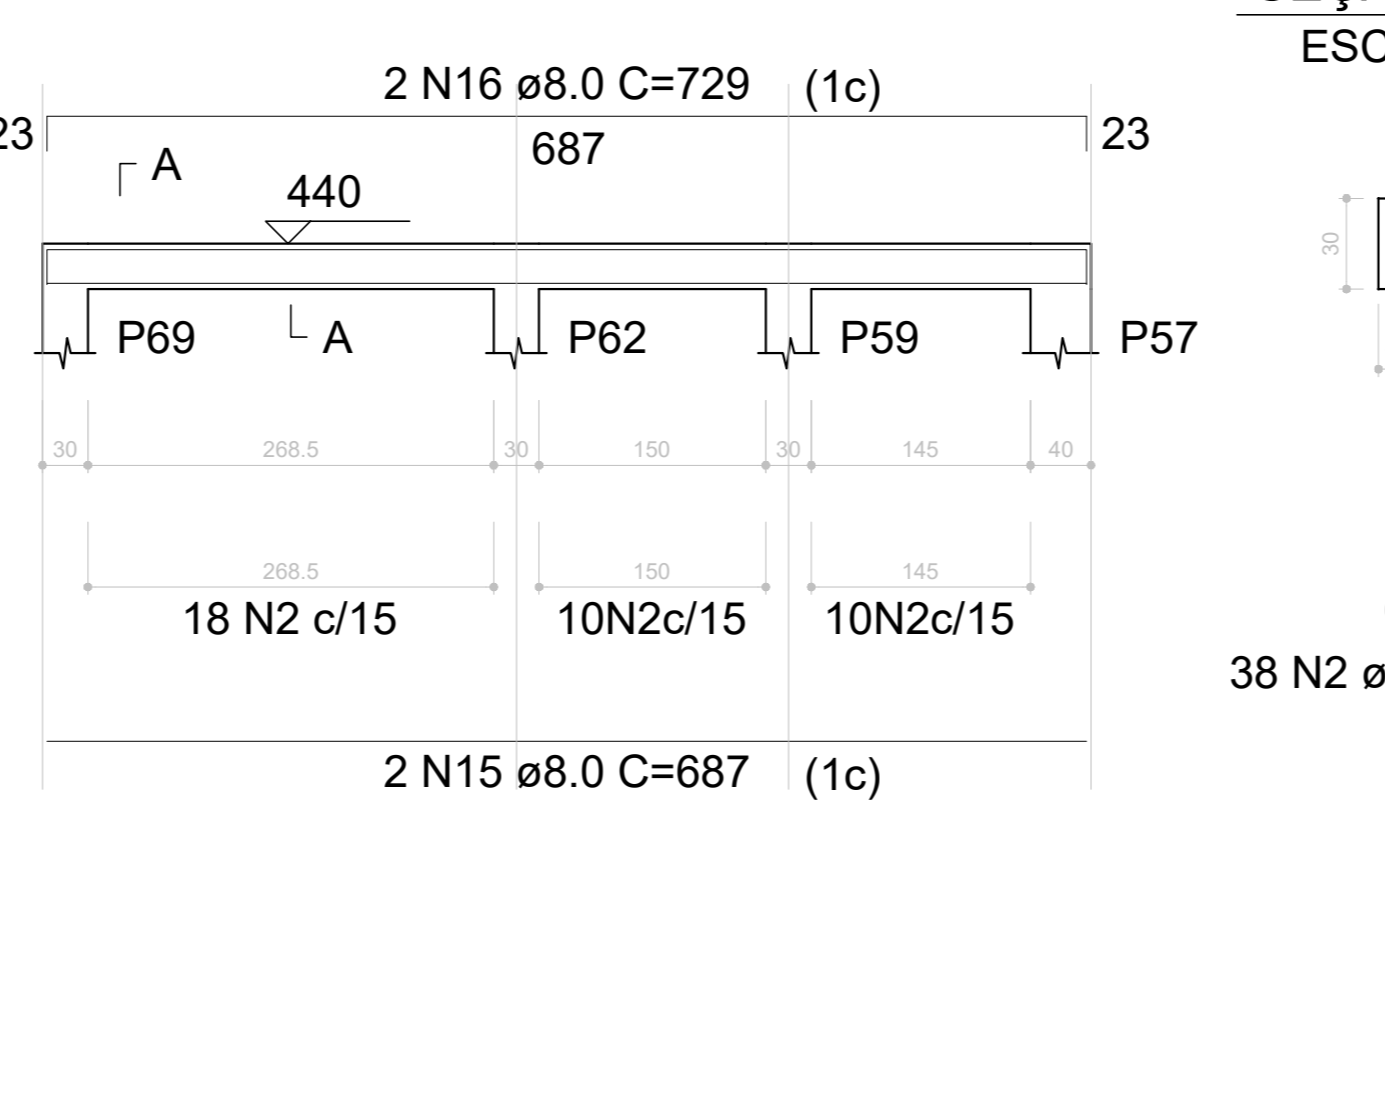 ESC
2 N16 ø8.0 C=729 (1c)
23 687 23
A
440
30
P69 A P62 P59 P57
30 268.5 30 150 30 145 40
268.5 150 145
18 N2 c/15 10N2c/15 10N2c/15
38 N2 ø
2 N15 ø8.0 C=687 (1c)